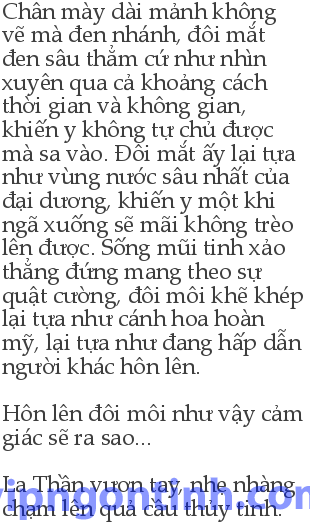 Chân mày dài mảnh không
vẽ mà đen nhánh, đôi mắt
đen sâu thẳm cứ như nhìn
xuyên qua cả khoảng cách
thời gian và không gian,
khiến y không tự chủ được
mà sa vào. Đôi mắt ấy lại tựa
như vùng nước sâu nhất của
đại dương, khiến y một khi
ngã xuống sẽ mãi không trèo
lên được. Sống mũi tinh xảo
thẳng đứng mang theo sự
quật cường, đôi môi khẽ khép
lại tựa như cánh hoa hoàn
mỹ, lại tựa như đang hấp dẫn
người khác hôn lên.
Hôn lên đôi môi như vậy cảm
giác sẽ ra sao...
La Thần vươn tay, nhẹ nhàng
chạm lên quả cầu thủy tinh.
vipngontinh.com